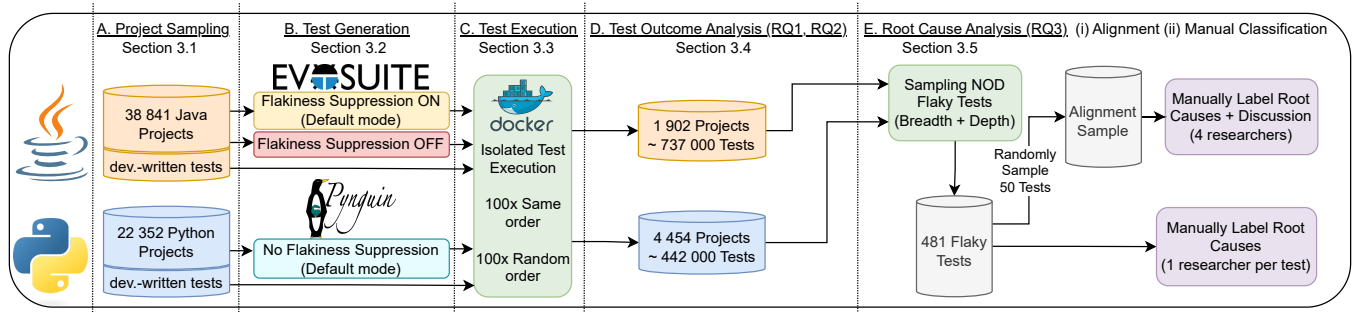 A. Project Sampling
Section 3.1
B. Test Generation
Section 3.2
C. Test Execution
Section 3.3
D. Test Outcome Analysis (RQ1, RQ2)
Section 3.4
E. Root Cause Analysis (RQ3) (i) Alignment (ii) Manual Classification
Section 3.5
38 841 Java
Projects
dev.-written tests
22 352 Python
Projects
dev.-written tests
EVOSUITE
Flakiness Suppression ON
(Default mode)
Flakiness Suppression OFF
Pynguin
No Flakiness Suppression
(Default mode)
docker
Isolated Test
Execution
100x Same
order
100x Random
order
1 902 Projects
~ 737 000 Tests
4 454 Projects
~ 442 000 Tests
Sampling NOD
Flaky Tests
(Breadth + Depth)
481 Flaky
Tests
Randomly
Sample
50 Tests
Alignment
Sample
Manually Label Root
Causes + Discussion
(4 researchers)
Manually Label Root
Causes
(1 researcher per test)